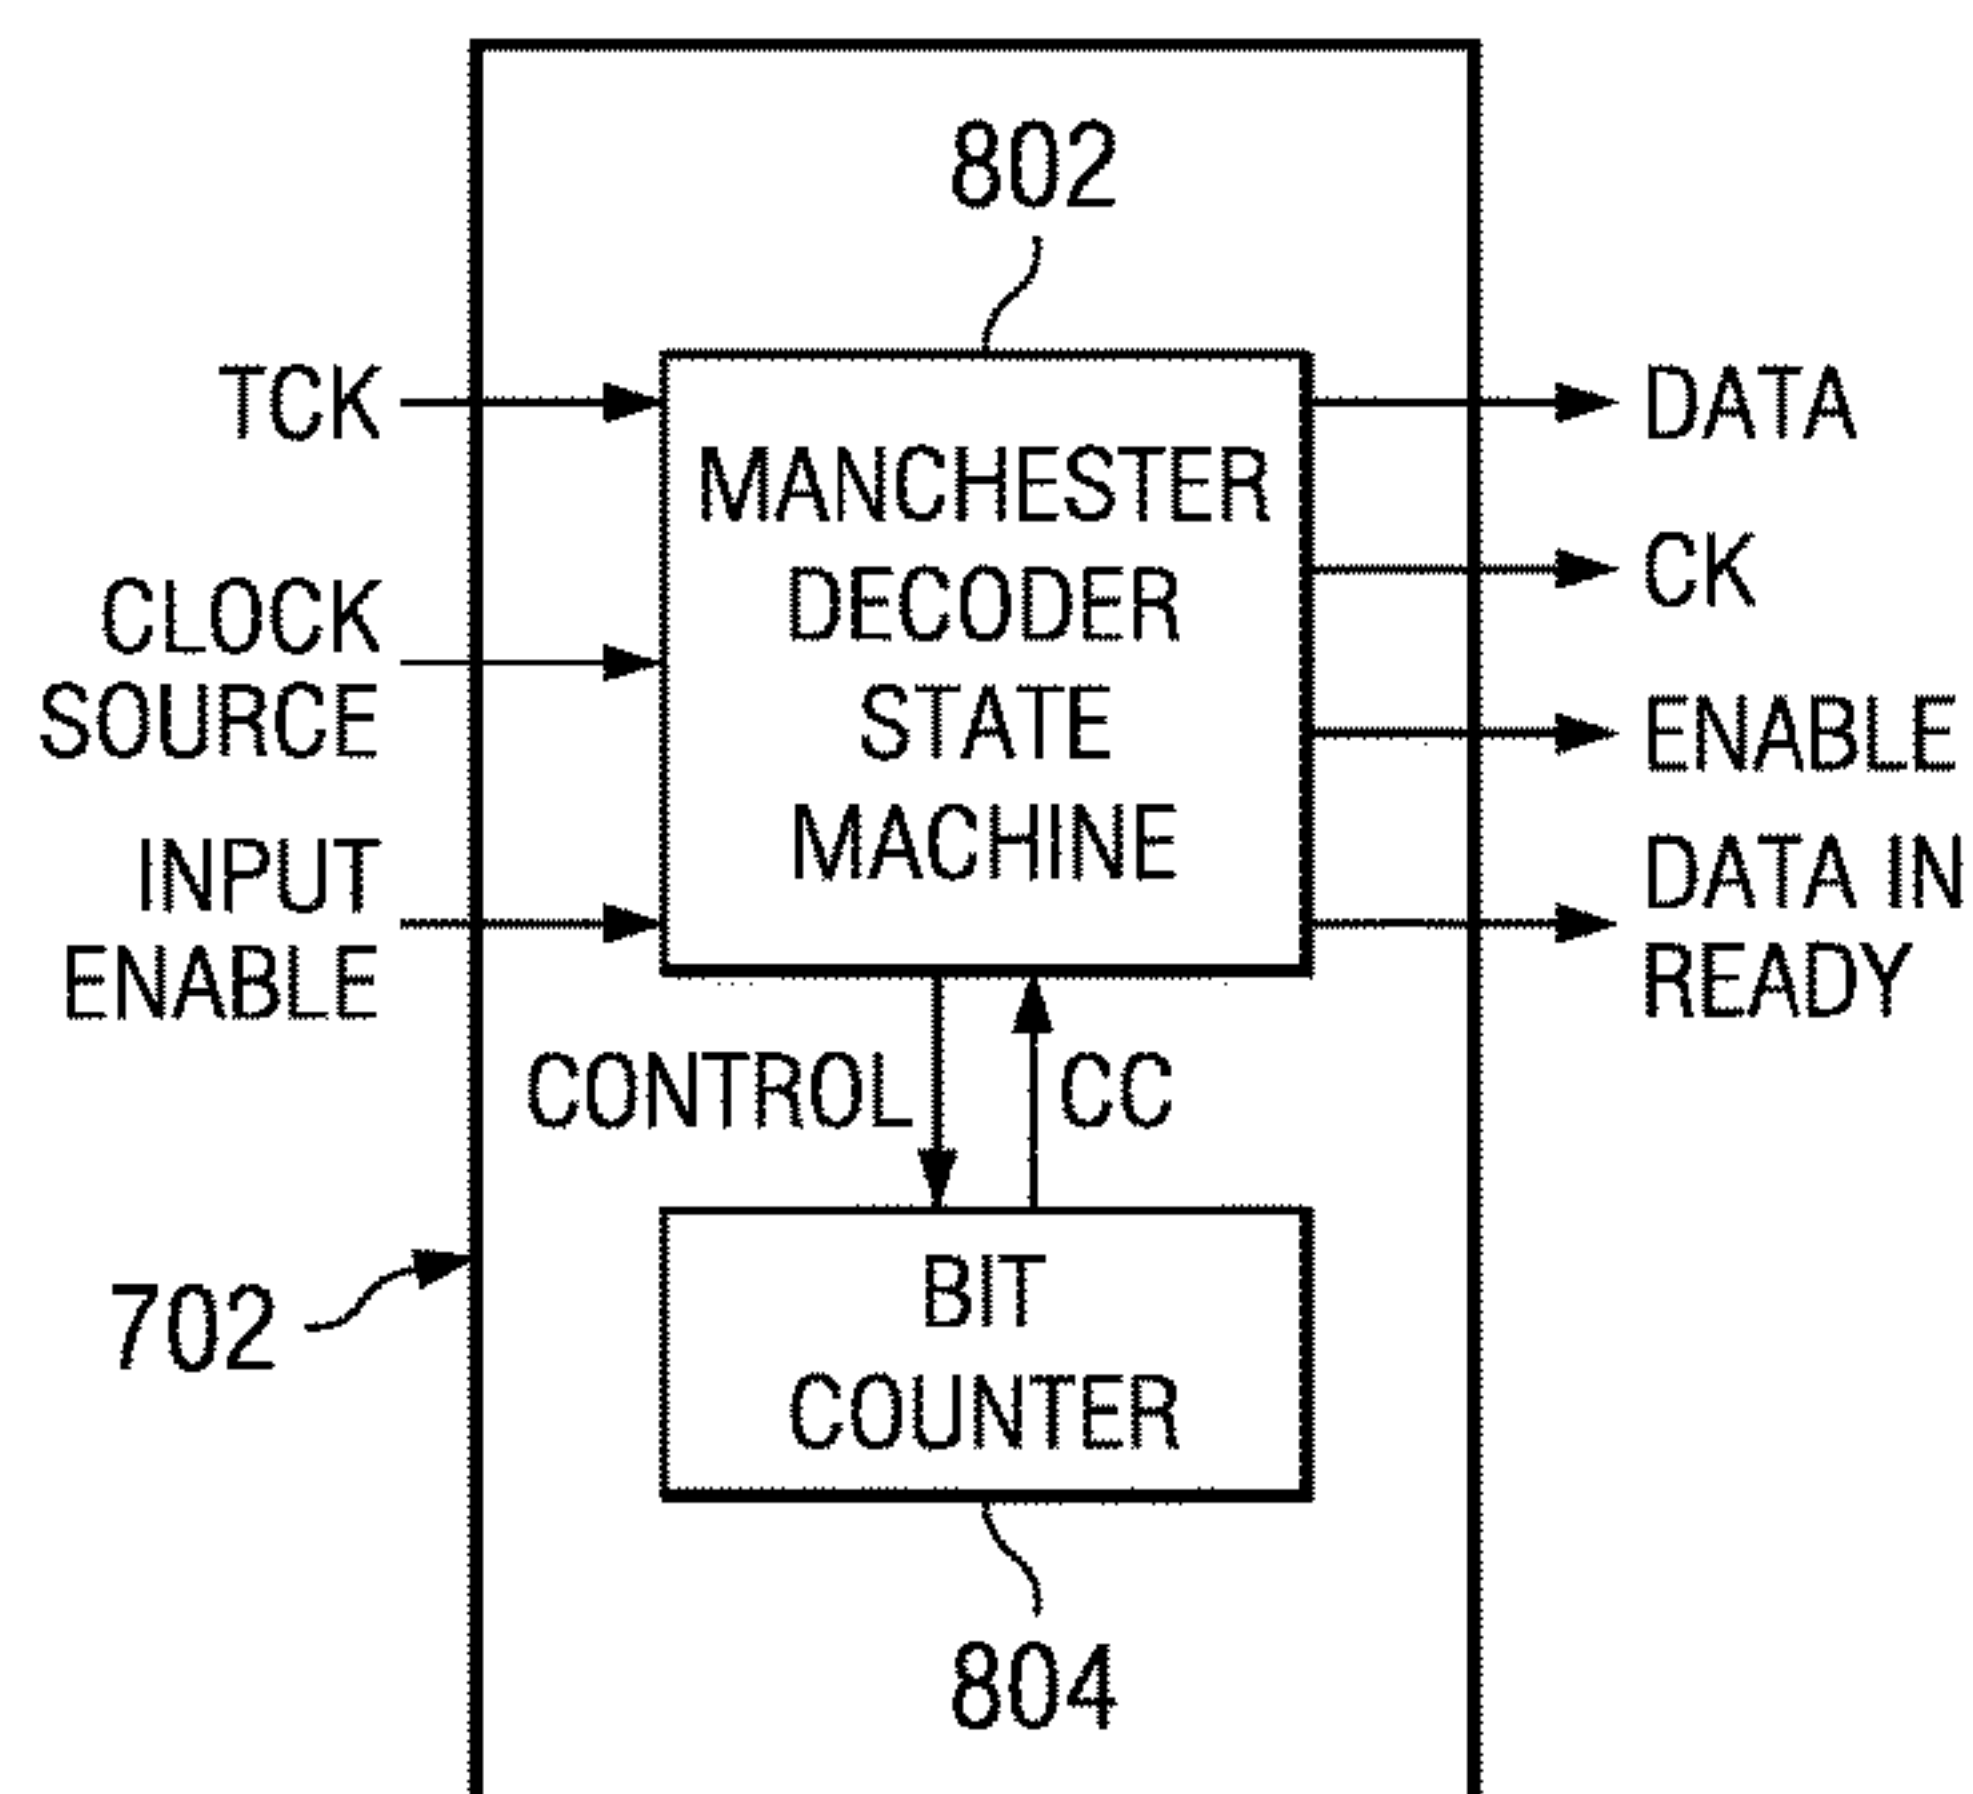 802
TCK
CLOCK
SOURCE
INPUT
ENABLE
MANCHESTER
DECODER
STATE
MACHINE
DATA
CK
ENABLE
DATA IN
READY
CONTROL
CC
702
BIT
COUNTER
804